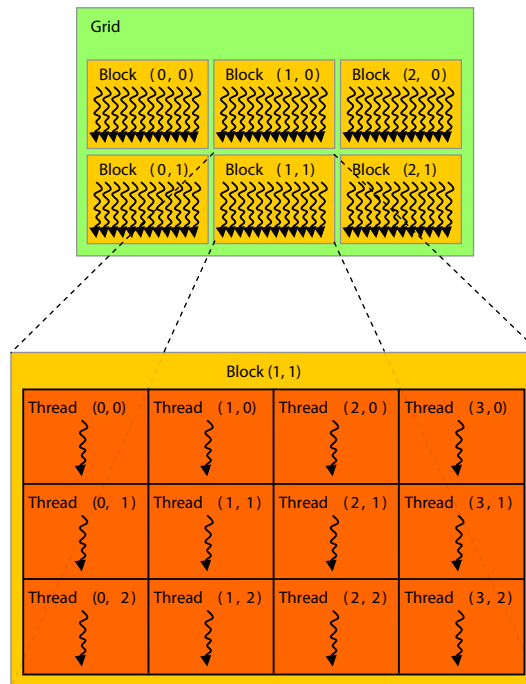 Grid
Block (0, 0) Block (1, 0) Block (2, 0)
Block (0, 1) Block (1, 1) Block (2, 1)
Block (1, 1)
Thread (0, 0) Thread (1, 0) Thread (2, 0) Thread (3, 0)
Thread (0, 1) Thread (1, 1) Thread (2, 1) Thread (3, 1)
Thread (0, 2) Thread (1, 2) Thread (2, 2) Thread (3, 2)